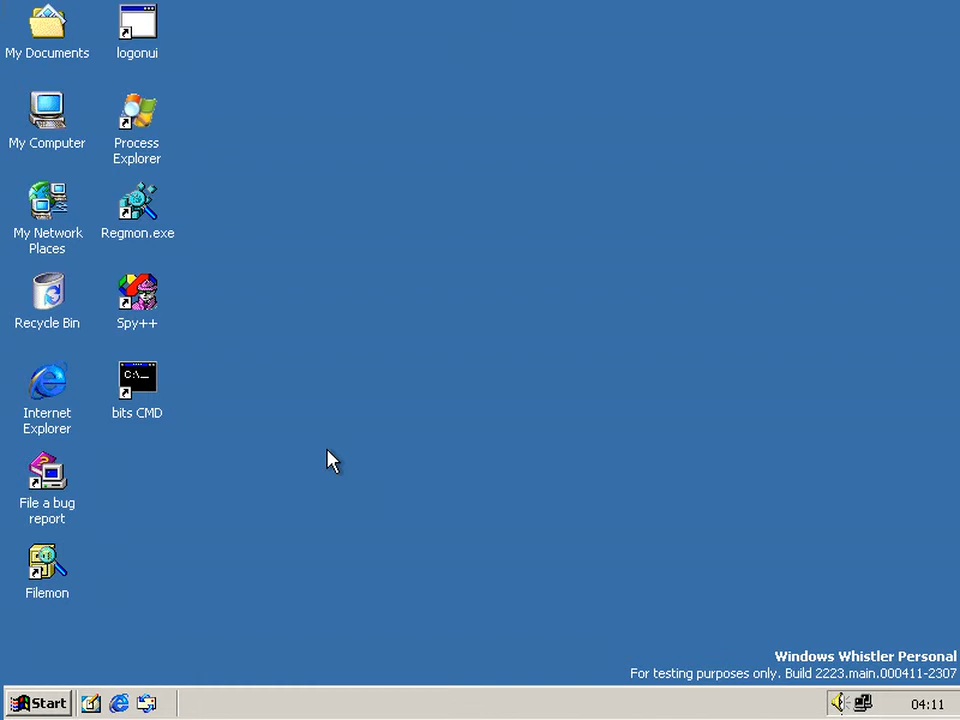 My Documents
logonui
My Computer
Process
Explorer
My Network
Places
Regmon.exe
Recycle Bin
Spy++
Internet
Explorer
C:\_
bits CMD
File a bug
report
Filemon
Windows Whistler Personal
For testing purposes only. Build 2223.main.000411-2307
Start
04:11